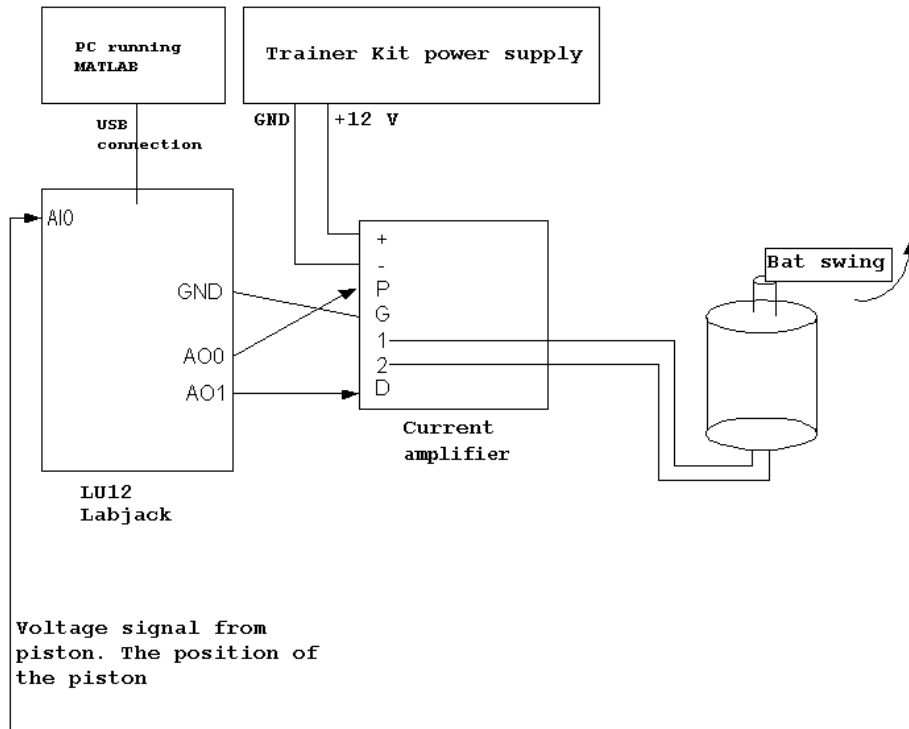 PC running
MATLAB
Trainer Kit power supply
USB
connection
GND
+12 V
AI0
GND
AO0
AO1
LU12
Labjack
+
-
P
G
1
2
D
Current
amplifier
Bat swing
Voltage signal from
piston. The position of
the piston